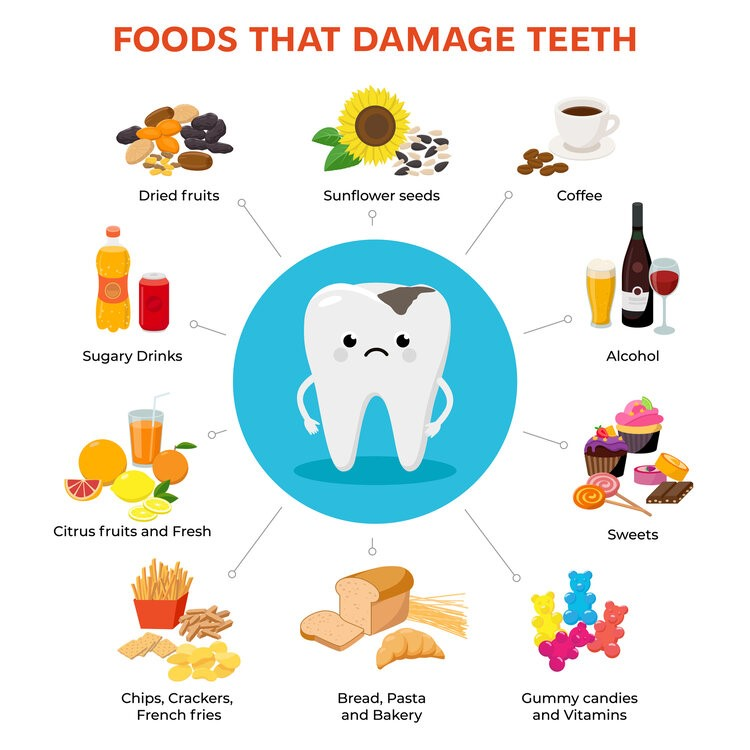 FOODS THAT DAMAGE TEETH
Dried fruits
Sunflower seeds
Coffee
Sugary Drinks
Alcohol
Citrus fruits and Fresh
Sweets
Chips, Crackers,
French fries
Bread, Pasta
and Bakery
Gummy candies
and Vitamins